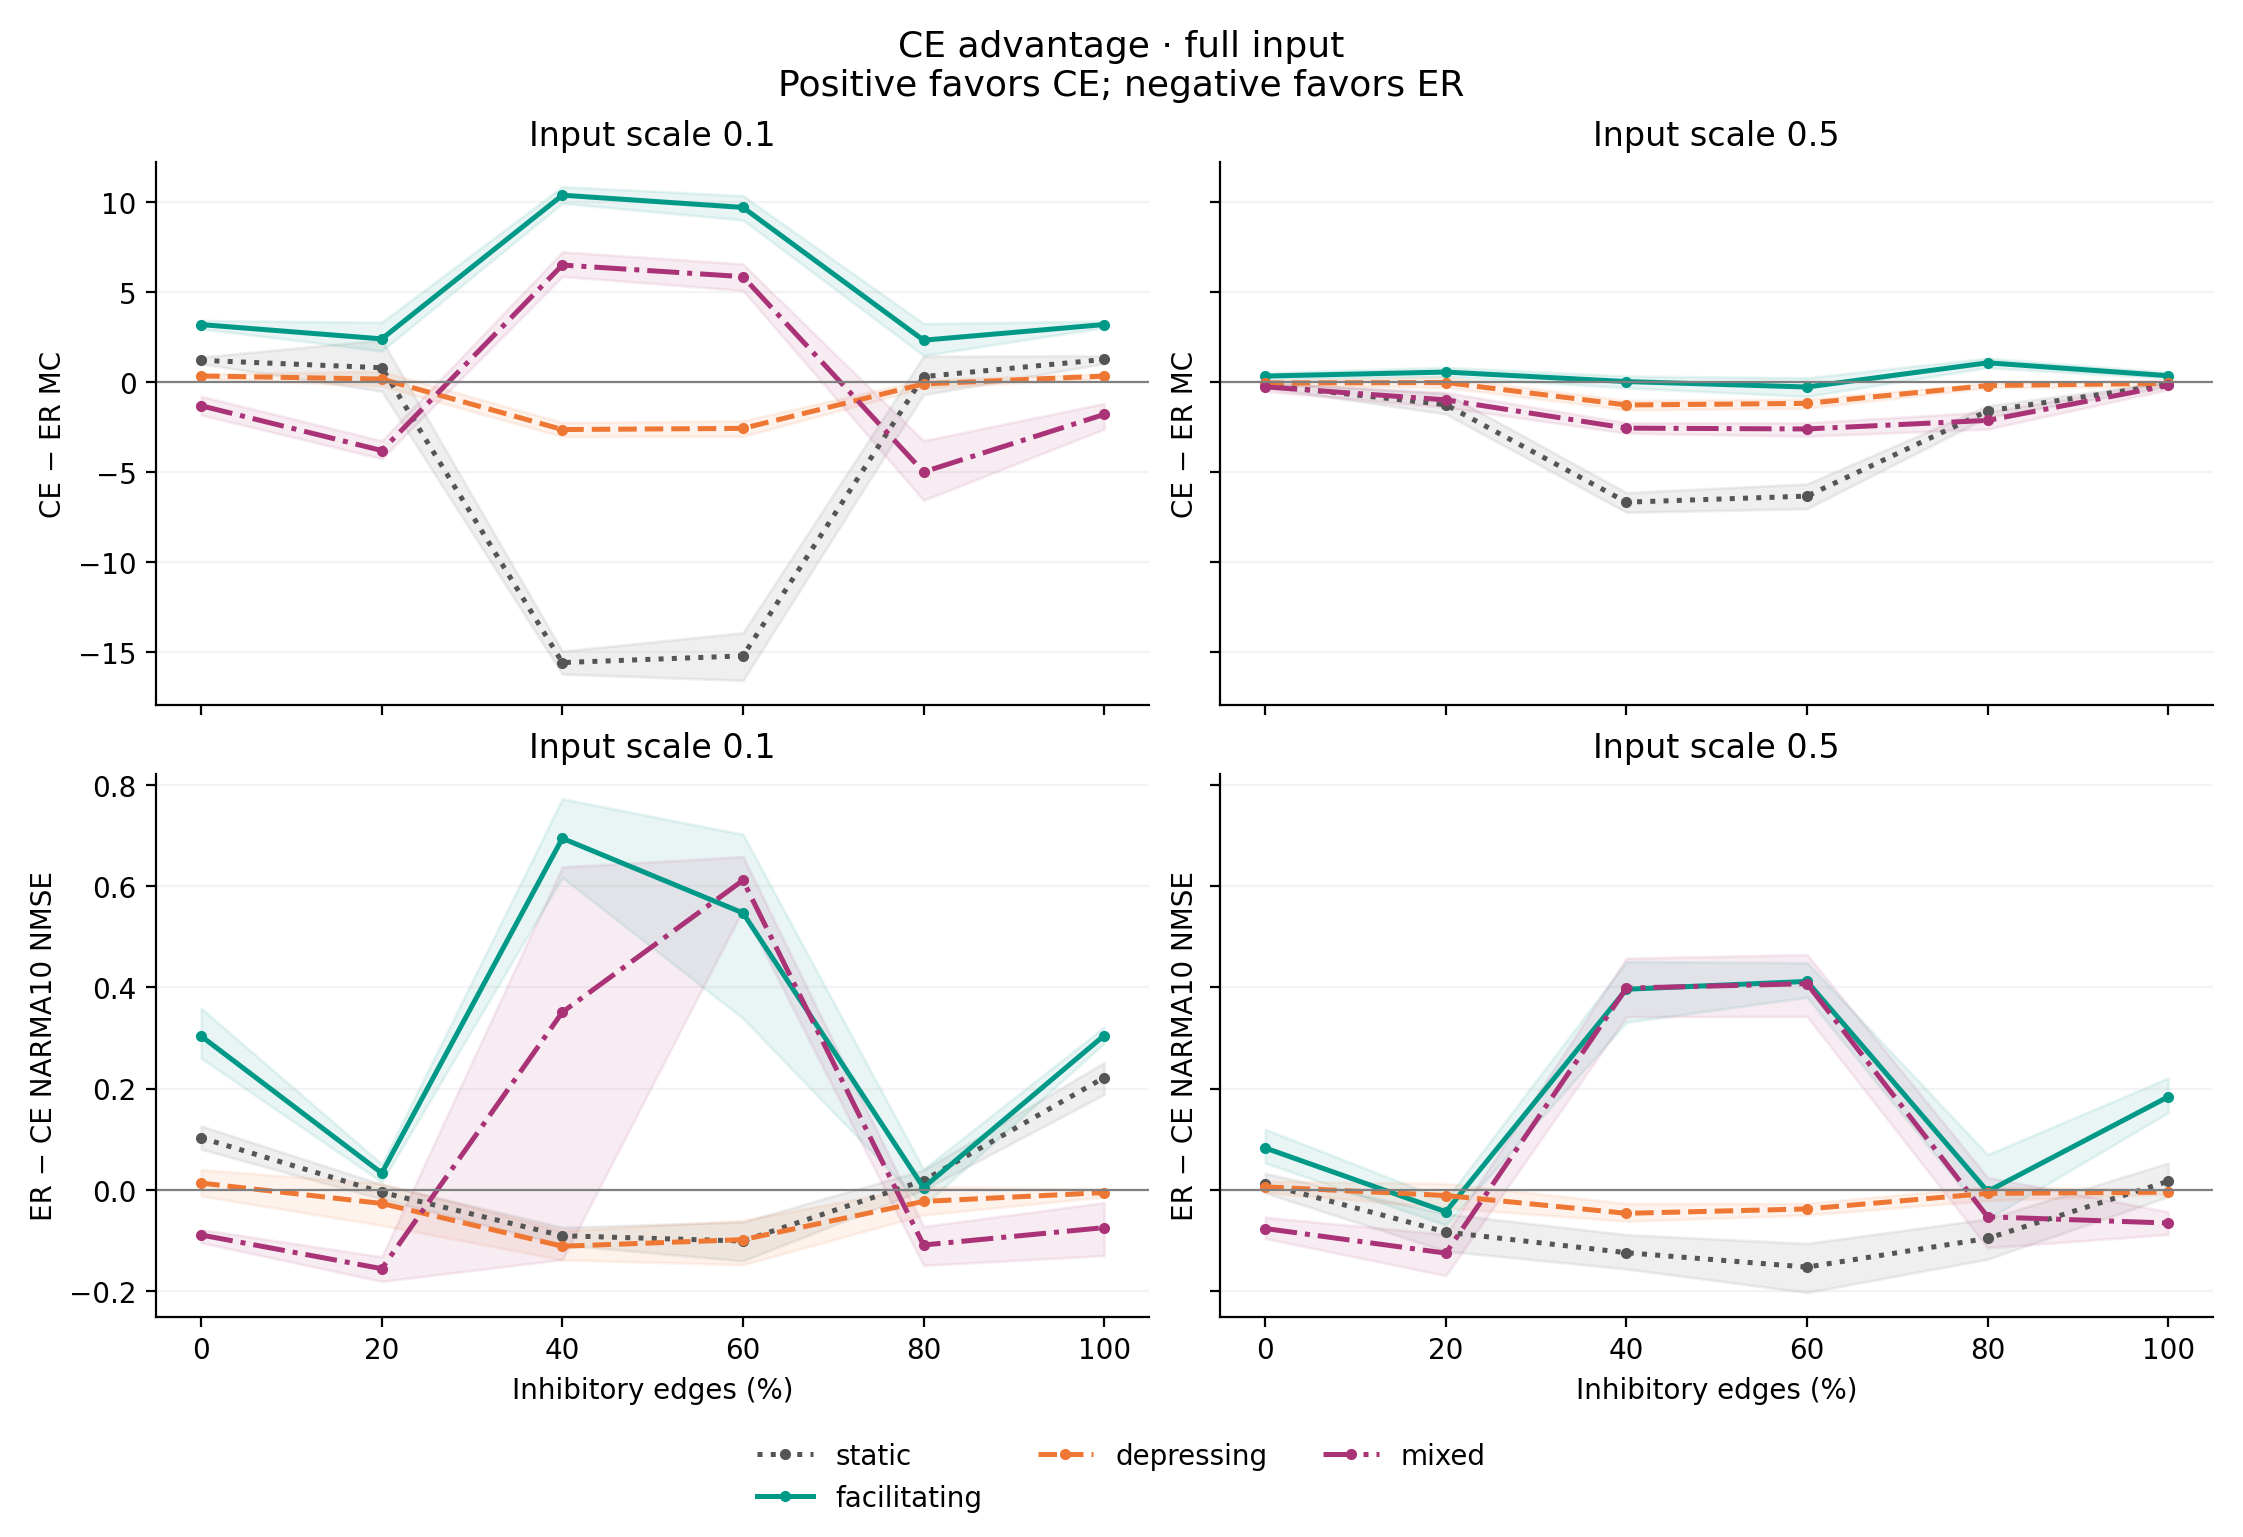 CE advantage · full input
Positive favors CE; negative favors ER
Input scale 0.1
Input scale 0.5
CE − ER MC
10
5
0
−5
−10
−15
CE − ER MC
Input scale 0.1
Input scale 0.5
ER − CE NARMA10 NMSE
0.8
0.6
0.4
0.2
0.0
−0.2
ER − CE NARMA10 NMSE
0 20 40 60 80 100
0 20 40 60 80 100
Inhibitory edges (%)
Inhibitory edges (%)
static
depressing
mixed
facilitating